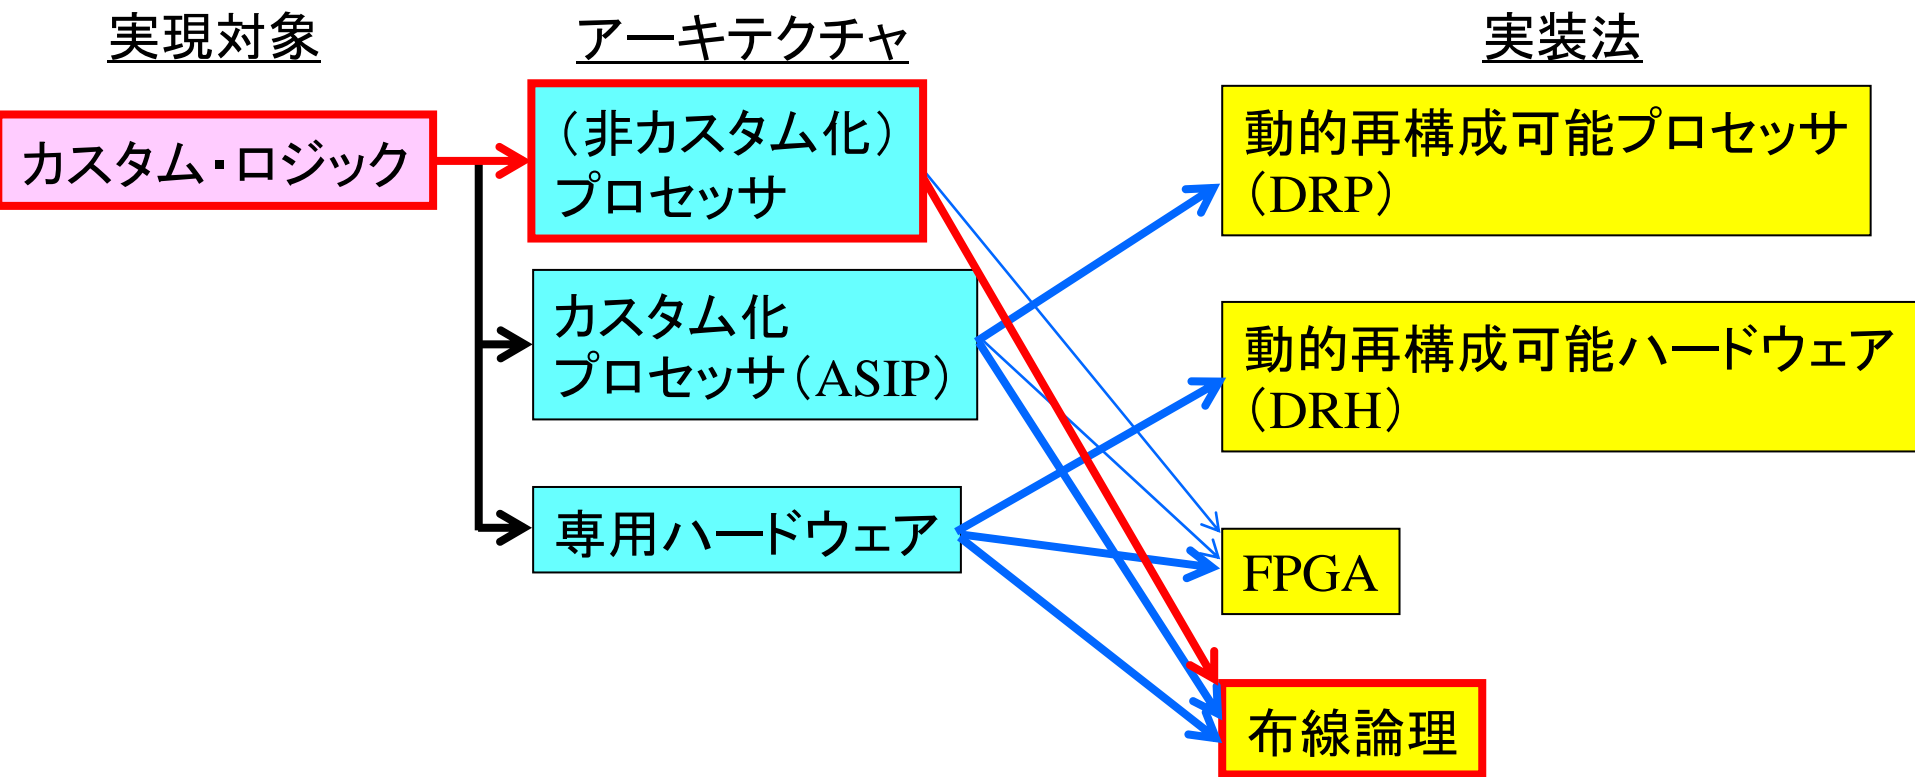 実現対象
アーキテクチャ
実装法
カスタム・ロジック
（非カスタム化）
プロセッサ
カスタム化
プロセッサ（ASIP）
専用ハードウェア
動的再構成可能プロセッサ
（DRP）
動的再構成可能ハードウェア
（DRH）
FPGA
布線論理